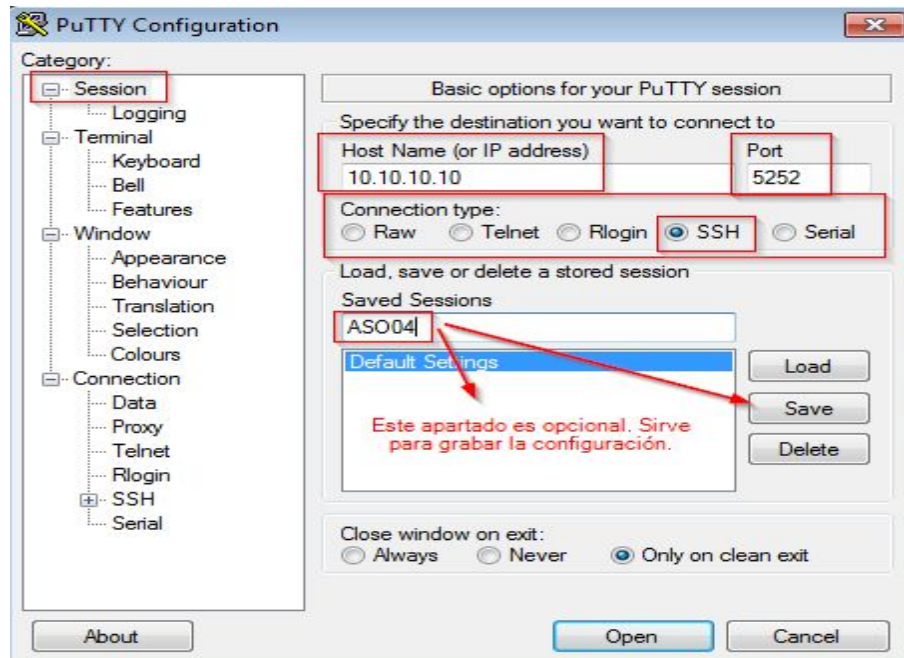 PuTTY Configuration
Category:
Session
Logging
Terminal
Keyboard
Bell
Features
Window
Appearance
Behaviour
Translation
Selection
Colours
Connection
Data
Proxy
Telnet
Rlogin
SSH
Serial
Basic options for your PuTTY session
Specify the destination you want to connect to
Host Name (or IP address) Port
10.10.10.10 5252
Connection type:
Raw Telnet Rlogin SSH Serial
Load, save or delete a stored session
Saved Sessions
ASO04
Default Settings
Load
Save
Delete
Este apartado es opcional. Sirve
para grabar la configuración.
Close window on exit:
Always Never Only on clean exit
About Open Cancel